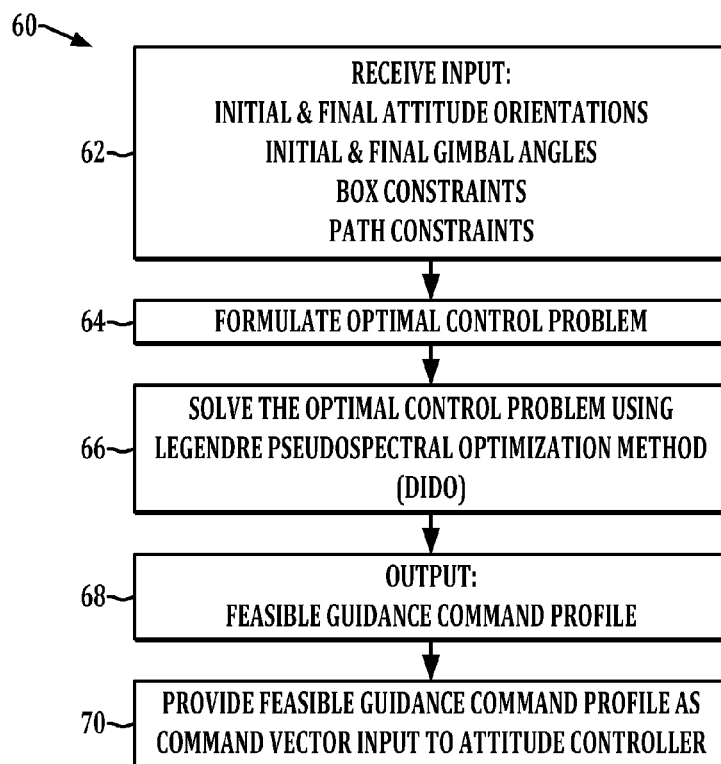 60
RECEIVE INPUT:
INITIAL & FINAL ATTITUDE ORIENTATIONS
INITIAL & FINAL GIMBAL ANGLES
BOX CONSTRAINTS
PATH CONSTRAINTS
62
64
FORMULATE OPTIMAL CONTROL PROBLEM
SOLVE THE OPTIMAL CONTROL PROBLEM USING
LEGENDRE PSEUDOSPECTRAL OPTIMIZATION METHOD
(DIDO)
66
OUTPUT:
FEASIBLE GUIDANCE COMMAND PROFILE
68
PROVIDE FEASIBLE GUIDANCE COMMAND PROFILE AS
COMMAND VECTOR INPUT TO ATTITUDE CONTROLLER
70